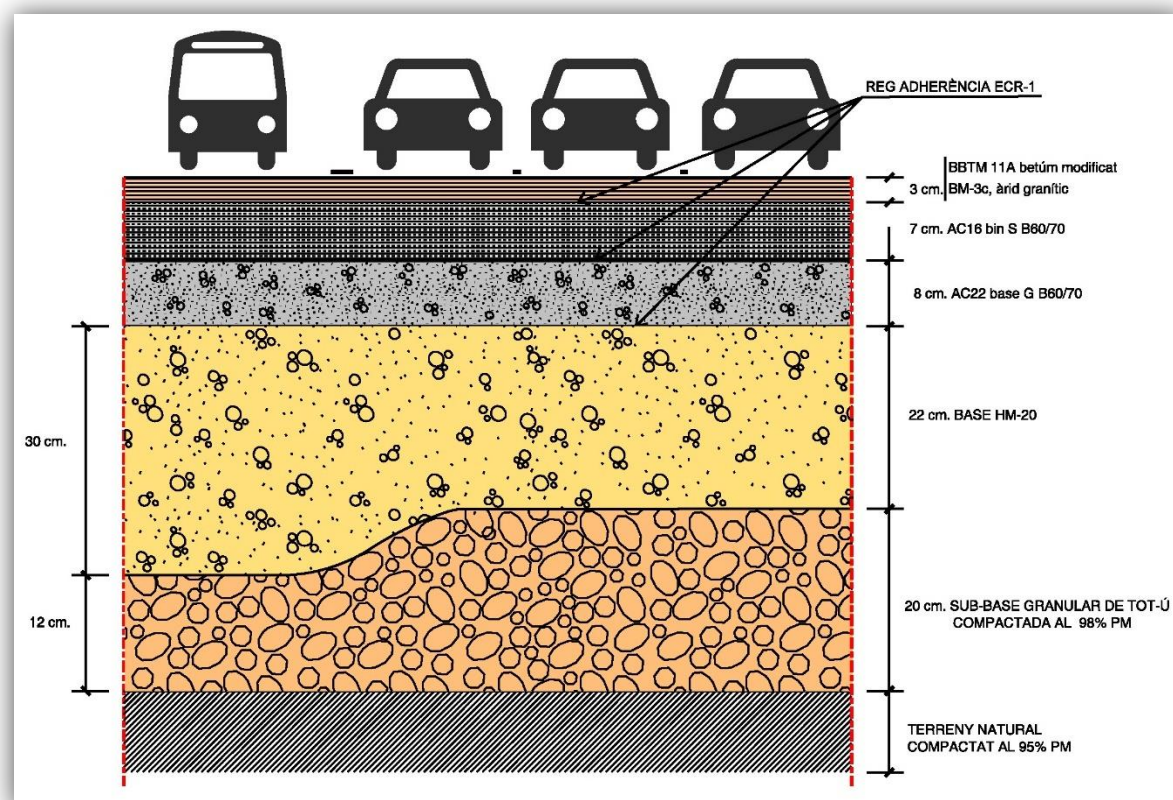 REG ADHERÈNCIA ECR-1
BBTM 11A betúm modificat
3 cm. BM-3c, àrid granític
7 cm. AC16 bin S B60/70
8 cm. AC22 base G B60/70
22 cm. BASE HM-20
30 cm.
12 cm.
20 cm. SUB-BASE GRANULAR DE TOT-Ú
COMPACTADA AL 98% PM
TERRENY NATURAL
COMPACTAT AL 95% PM